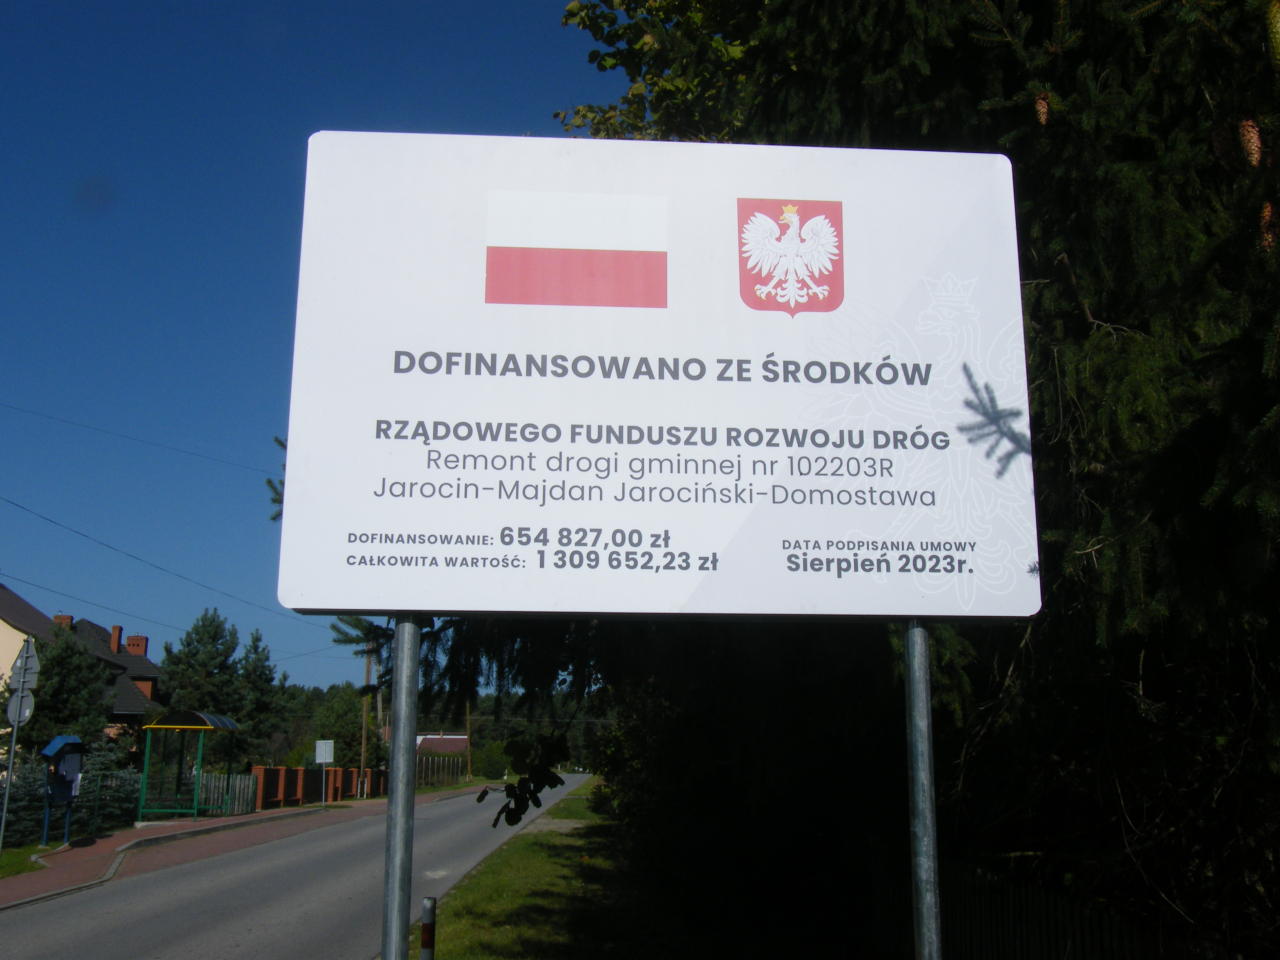 DOFINANSOWANO ZE ŚRODKÓW
RZĄDOWEGO FUNDUSZU ROZWOJU DRÓG
Remont drogi gminnej nr 102203R
Jarocin-Majdan Jarociński-Domostawa
DOFINANSOWANIE: 654 827,00 zł
CAŁKOWITA WARTOŚĆ: 1 309 652,23 zł
DATA PODPISANIA UMOWY
Sierpień 2023r.